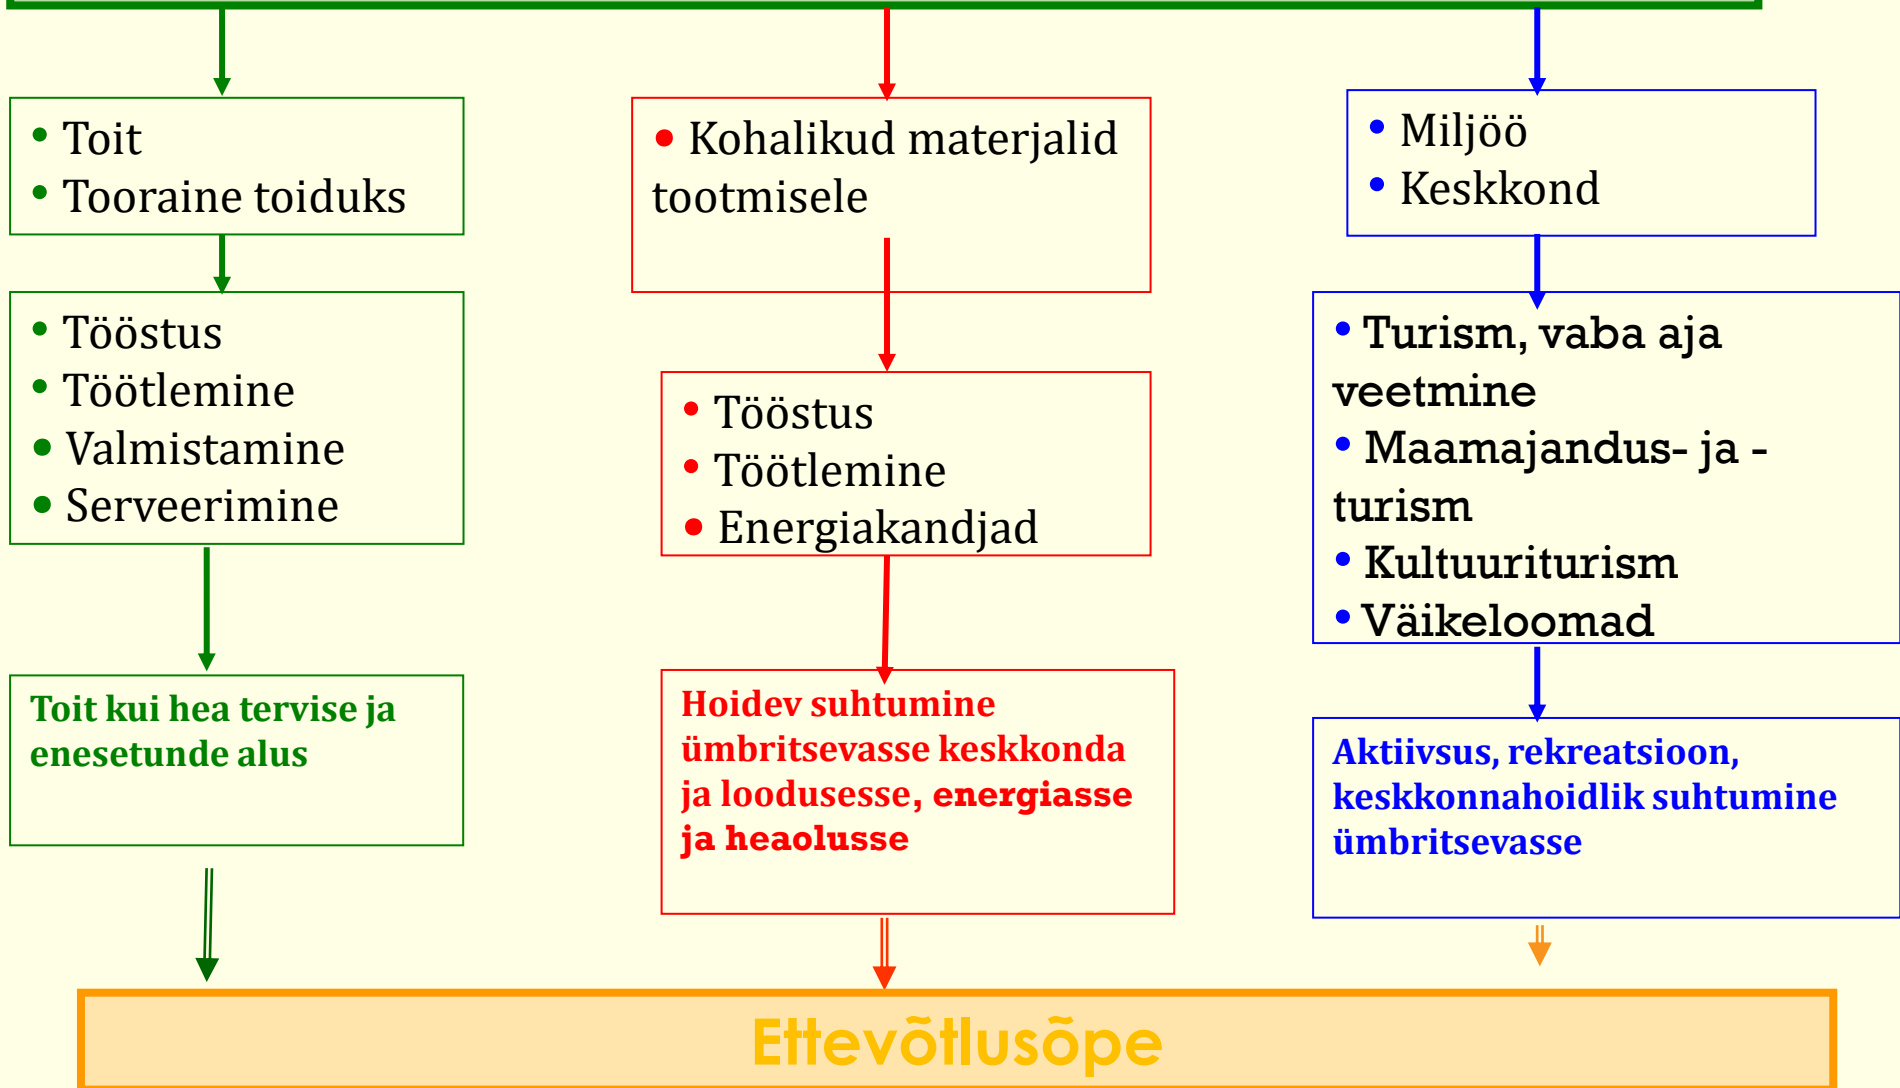 • Toit
• Tooraine toiduks
• Kohalikud materjalid
tootmisele
• Miljöö
• Keskkond
• Tööstus
• Töötlemine
• Valmistamine
• Serveerimine
• Tööstus
• Töötlemine
• Energiakandjad
• Turism, vaba aja
veetmine
• Maamajandus- ja -
turism
• Kultuuriturism
• Väikeloomad
Toit kui hea tervise ja
enesetunde alus
Hoidev suhtumine
ümbritsevasse keskkonda
ja loodusesse, energiasse
ja heaolusse
Aktiivsus, rekreatsioon,
keskkonnahoidlik suhtumine
ümbritsevasse
Ettevõtlusõpe